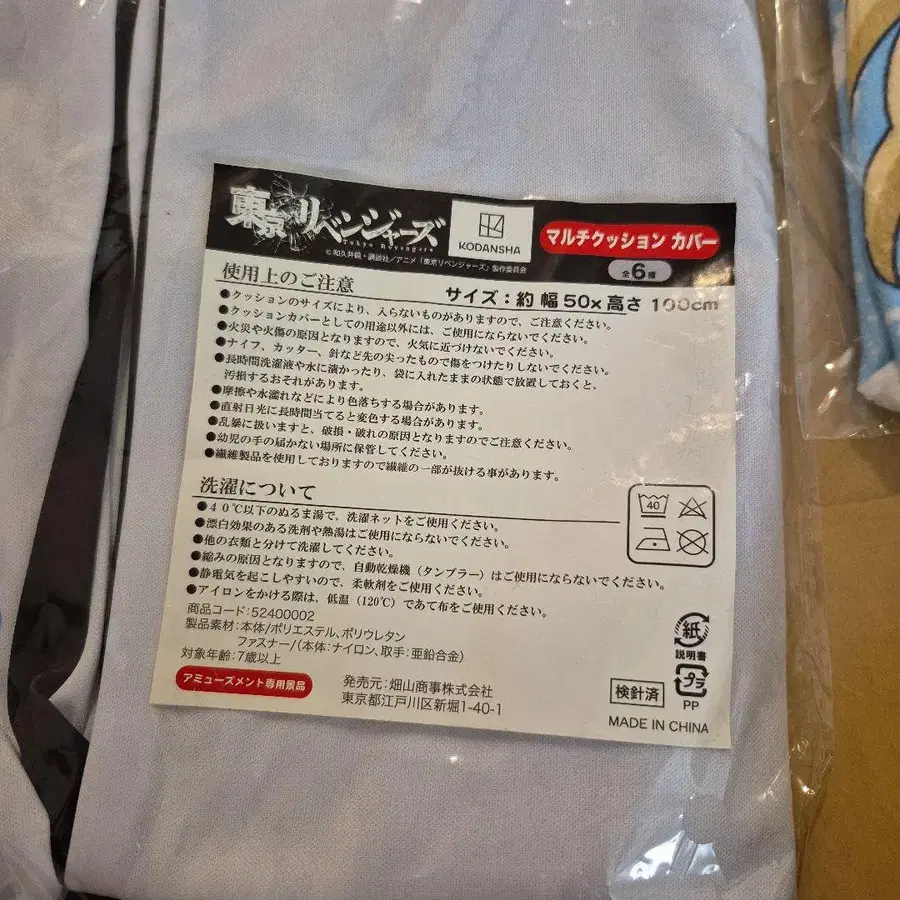 東京リベンジャーズ
Tokyo Revengers
KODANSHA
マルチクッション カバー
©和久井健・講談社／アニメ「東京リベンジャーズ」製作委員会
全6種
使用上のご注意
サイズ：約 幅 50×高さ 100cm
●クッションのサイズにより、入らないものがありますので、ご注意ください。
●クッションカバーとしての用途以外には、ご使用にならないでください。
●火災や火傷の原因となりますので、火気に近づけないでください。
●ナイフ、カッター、針など先の尖ったもので傷をつけたりしないでください。
●長時間洗濯液や水に漬かったり、袋に入れたままの状態で放置しておくと、
汚損するおそれがあります。
●摩擦や水濡れなどにより色落ちする場合があります。
●直射日光に長時間当てると変色する場合があります。
●乱暴に扱いますと、破損・破れの原因となりますのでご注意ください。
●幼児の手の届かない場所に保管してください。
●繊維製品を使用しておりますので繊維の一部が抜ける事があります。
洗濯について
●40℃以下のぬるま湯で、洗濯ネットをご使用ください。
●漂白効果のある洗剤や熱湯はご使用にならないでください。
●他の衣類と分けて洗濯してください。
●縮みの原因となりますので、自動乾燥機（タンブラー）はご使用にならないでください。
●静電気を起こしやすいので、柔軟剤をご使用ください。
●アイロンをかける際は、低温（120℃）であて布をご使用ください。
40
商品コード：52400002
製品素材：本体/ポリエステル、ポリウレタン
ファスナー/（本体：ナイロン、取手：亜鉛合金）
対象年齢：7歳以上
アミューズメント専用景品
発売元：畑山商事株式会社
東京都江戸川区新堀1-40-1
紙
説明書
プラ
PP
検針済
MADE IN CHINA